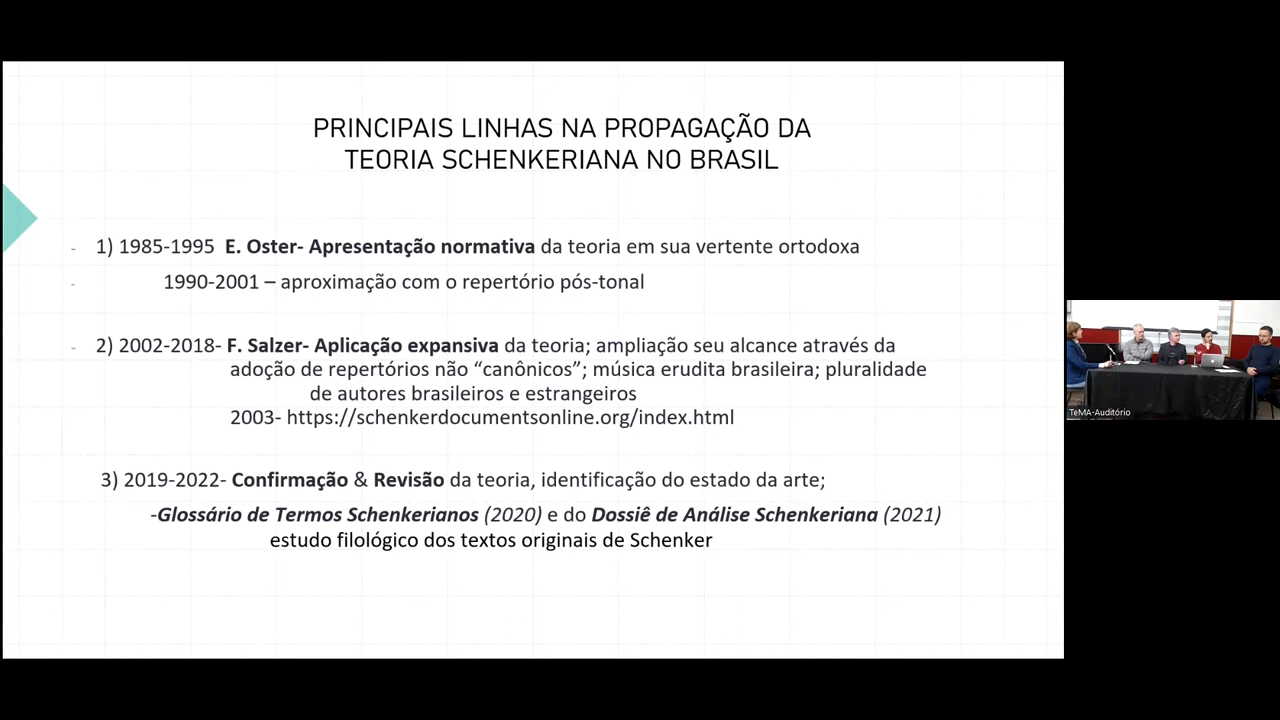 PRINCIPAIS LINHAS NA PROPAGAÇÃO DA
TEORIA SCHENKERIANA NO BRASIL
- 1) 1985-1995 E. Oster- Apresentação normativa da teoria em sua vertente ortodoxa
- 1990-2001 – aproximação com o repertório pós-tonal
- 2) 2002-2018- F. Salzer- Aplicação expansiva da teoria; ampliação seu alcance através da
adoção de repertórios não “canônicos”; música erudita brasileira; pluralidade
de autores brasileiros e estrangeiros
2003- https://schenkerdocumentsonline.org/index.html
3) 2019-2022- Confirmação & Revisão da teoria, identificação do estado da arte;
-Glossário de Termos Schenkerianos (2020) e do Dossiê de Análise Schenkeriana (2021)
estudo filológico dos textos originais de Schenker
TeMA-Auditório